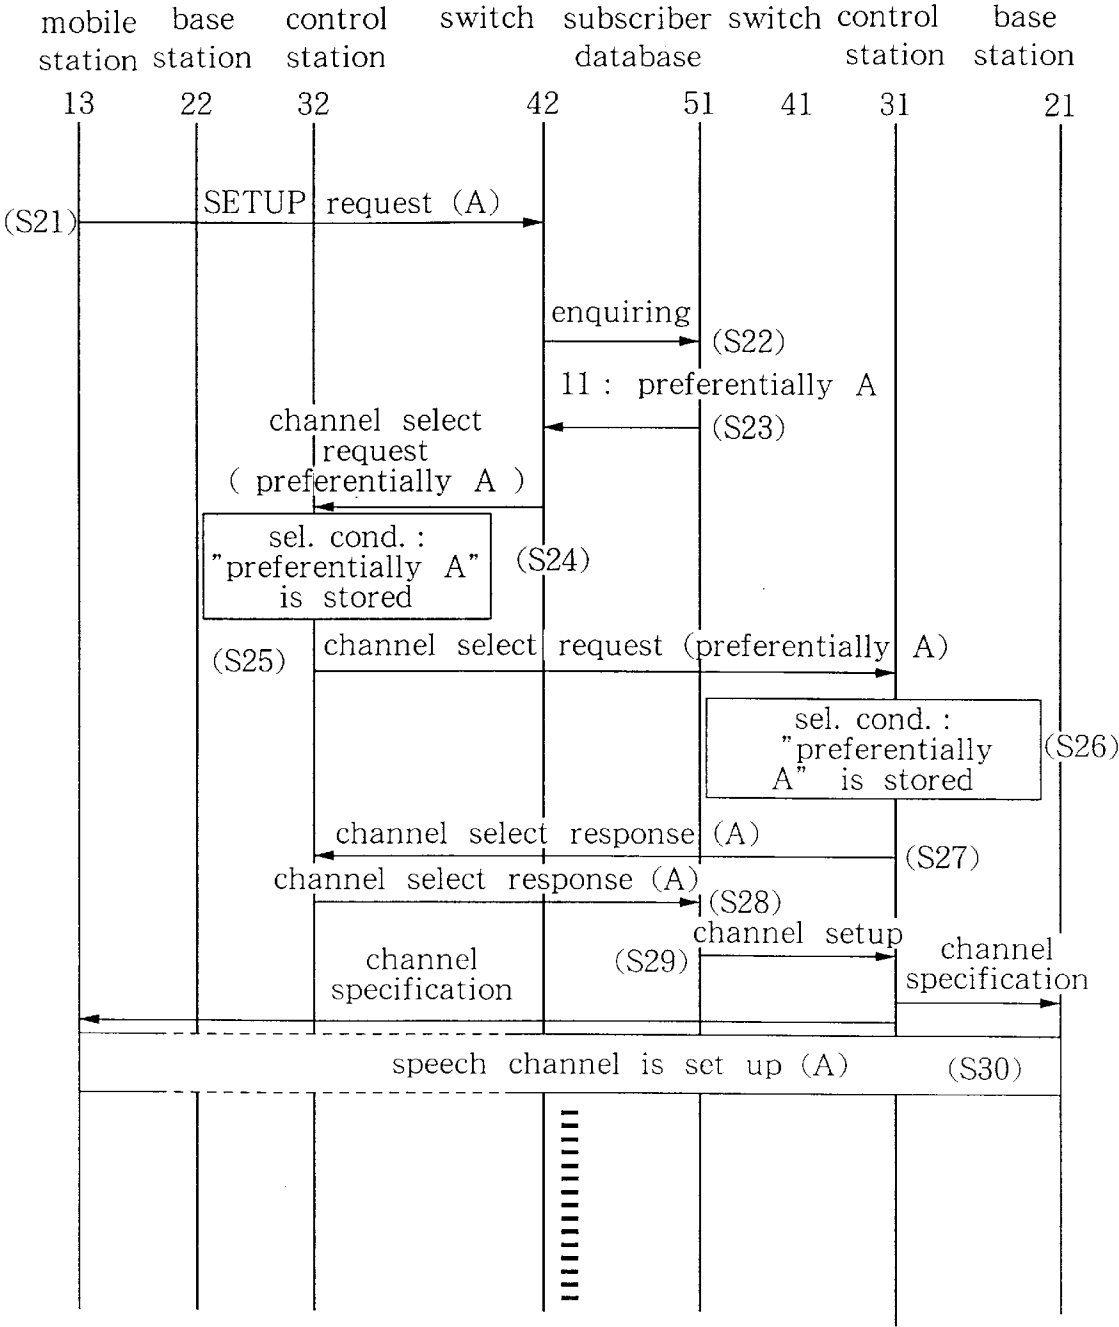 mobile station
base station
control station
switch
subscriber database
switch
control station
base station
13 22 32 42 51 41 31 21
(S21)
SETUP request (A)
enquiring
(S22)
11 : preferentially A
(S23)
channel select
request
( preferentially A )
sel. cond. :
"preferentially A"
is stored
(S24)
channel select request (preferentially A)
(S25)
sel. cond. :
"preferentially
A" is stored
(S26)
channel select response (A)
(S27)
channel select response (A)
(S28)
channel setup
(S29)
channel
specification
channel
specification
speech channel is set up (A)
(S30)